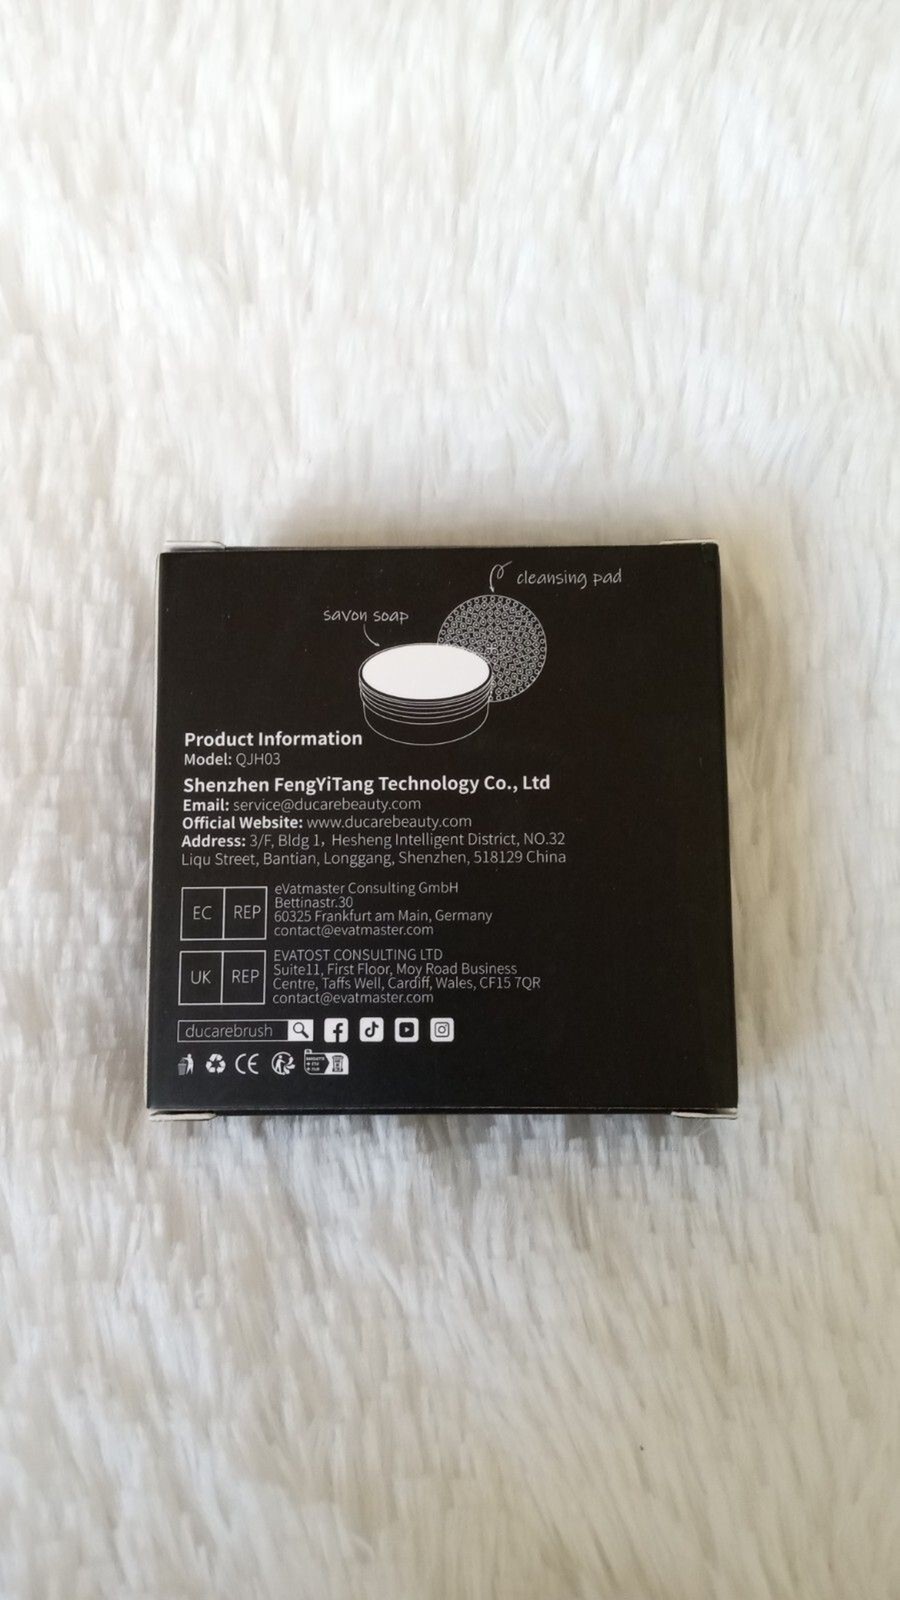 cleansing pad
savon soap
Product Information
Model: QJH03
Shenzhen FengYiTang Technology Co., Ltd
Email: service@ducarebeauty.com
Official Website: www.ducarebeauty.com
Address: 3/F, Bldg 1, Hesheng Intelligent District, NO.32
Liqu Street, Bantian, Longgang, Shenzhen, 518129 China
EC REP
eVatmaster Consulting GmbH
Bettinastr.30
60325 Frankfurt am Main, Germany
contact@evatmaster.com
UK REP
EVATOST CONSULTING LTD
Suite11, First Floor, Moy Road Business
Centre, Taffs Well, Cardiff, Wales, CF15 7QR
contact@evatmaster.com
ducarebrush
CE